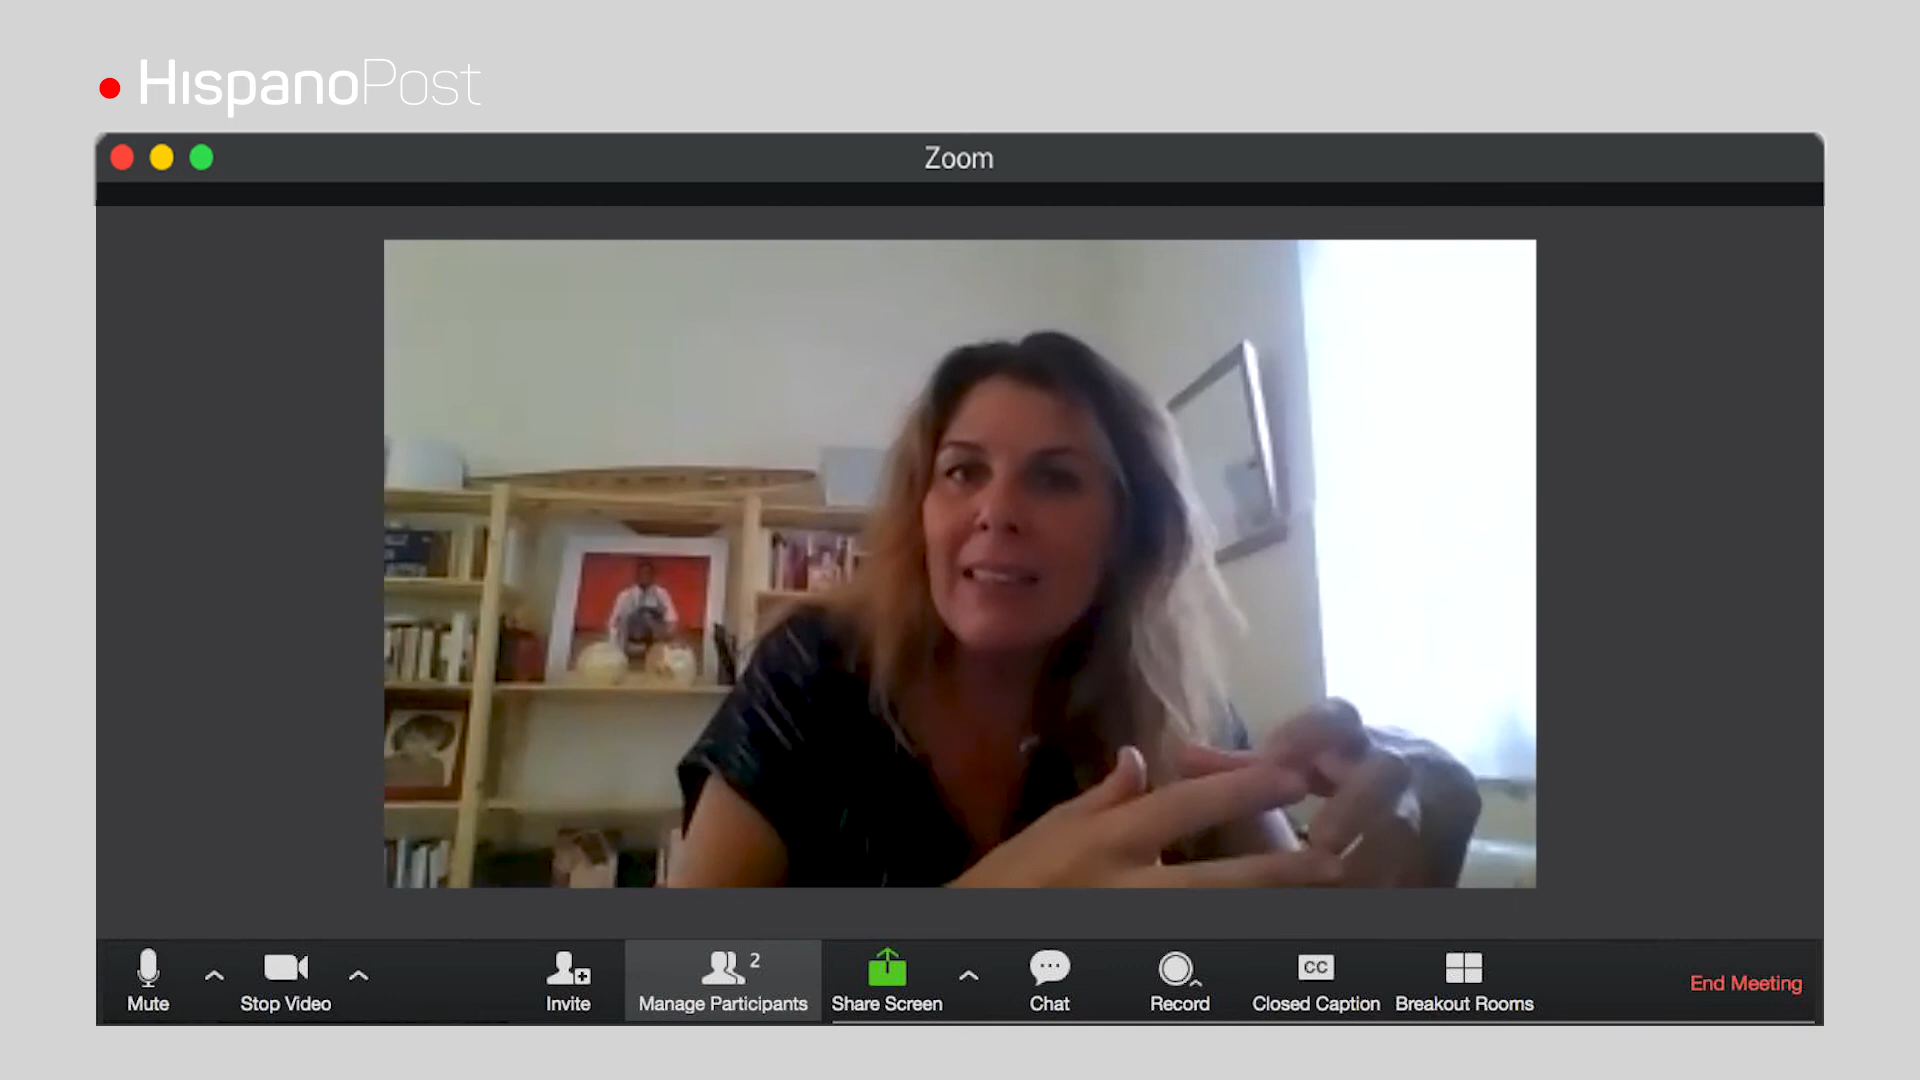 HispanoPost
Zoom
2
CC
Mute
Stop Video
Invite
Manage Participants
Share Screen
Chat
Record
Closed Caption
Breakout Rooms
End Meeting